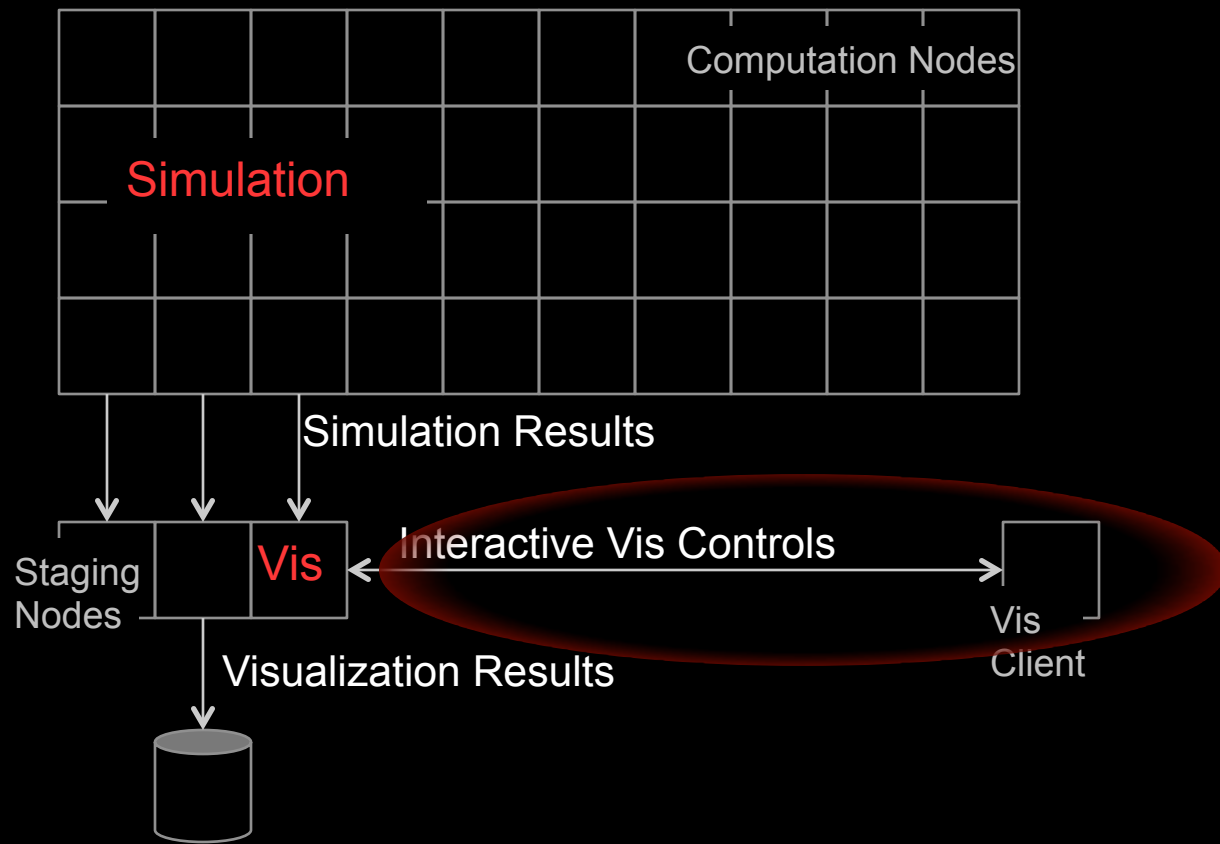 Computation Nodes
Simulation
Simulation Results
Interactive Vis Controls
Vis
Staging
Nodes
Vis
Client
Visualization Results